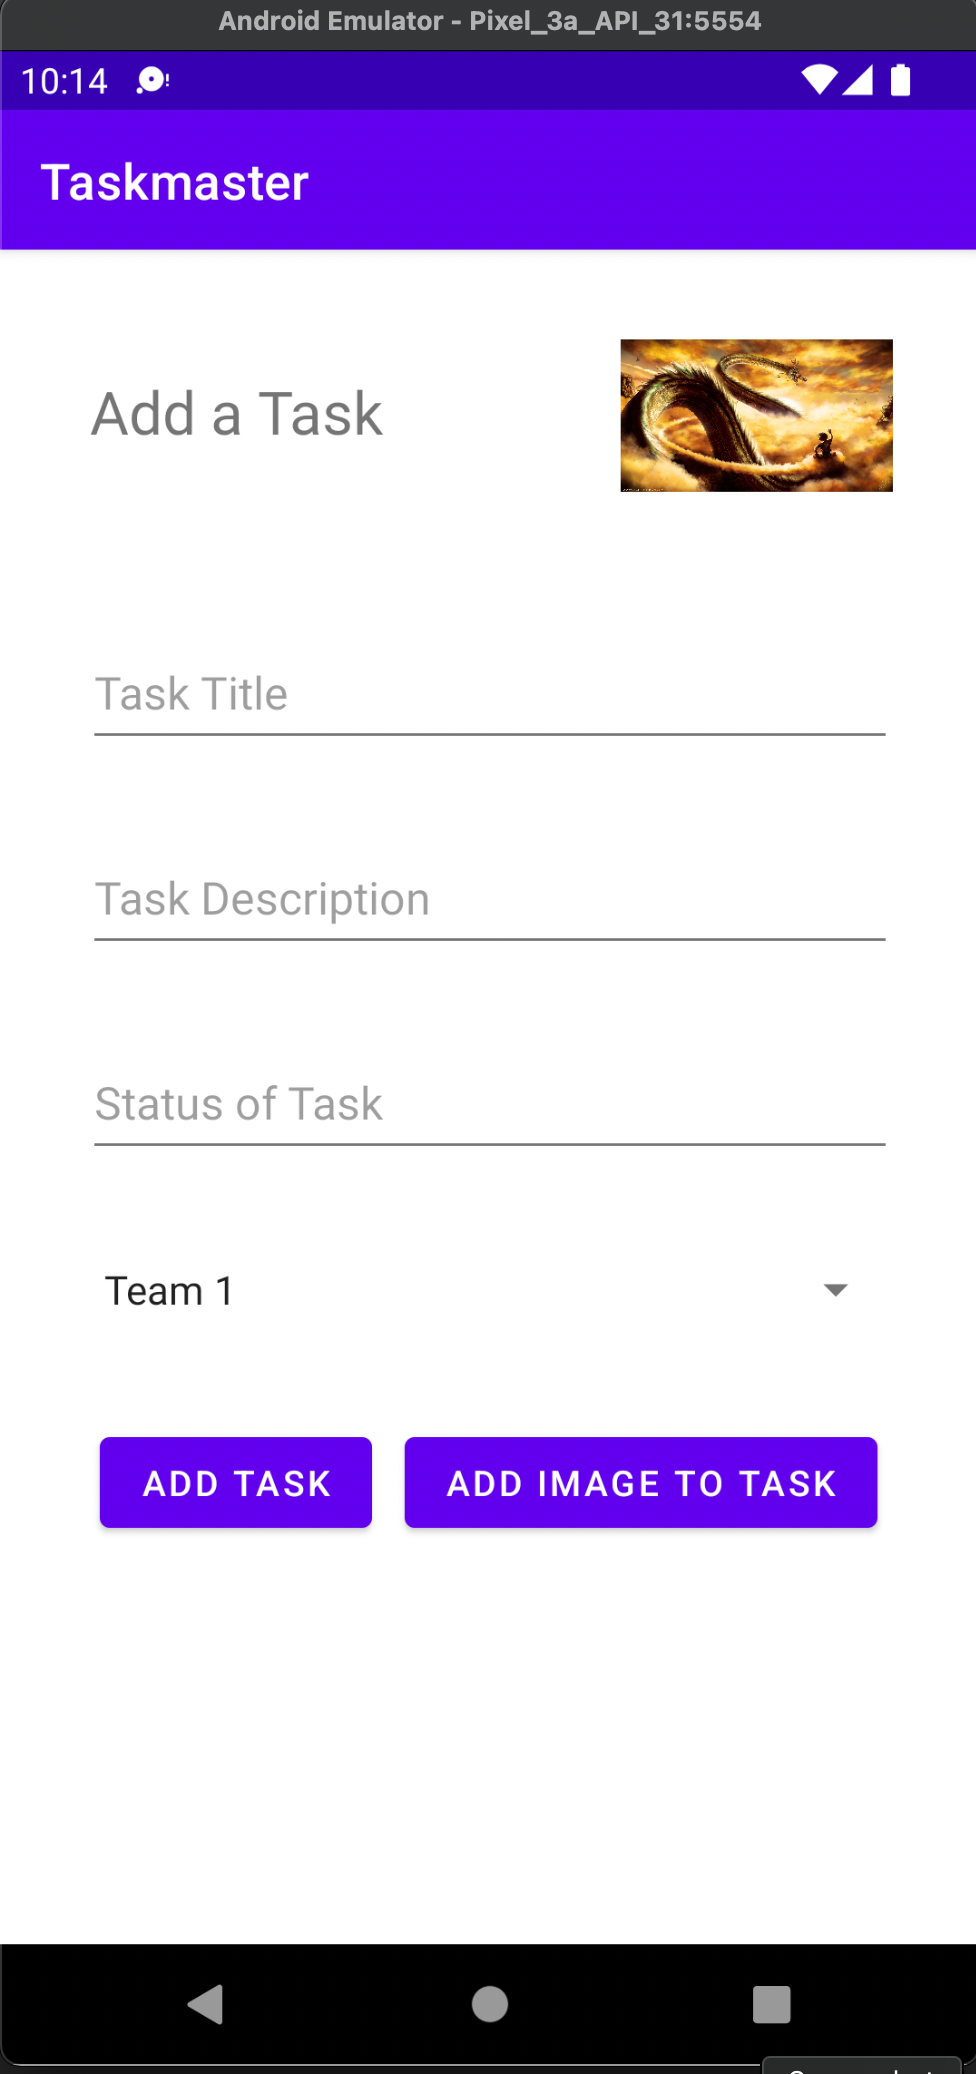 Android Emulator - Pixel_3a_API_31:5554
10:14
Taskmaster
Add a Task
Task Title
Task Description
Status of Task
Team 1
ADD TASK
ADD IMAGE TO TASK